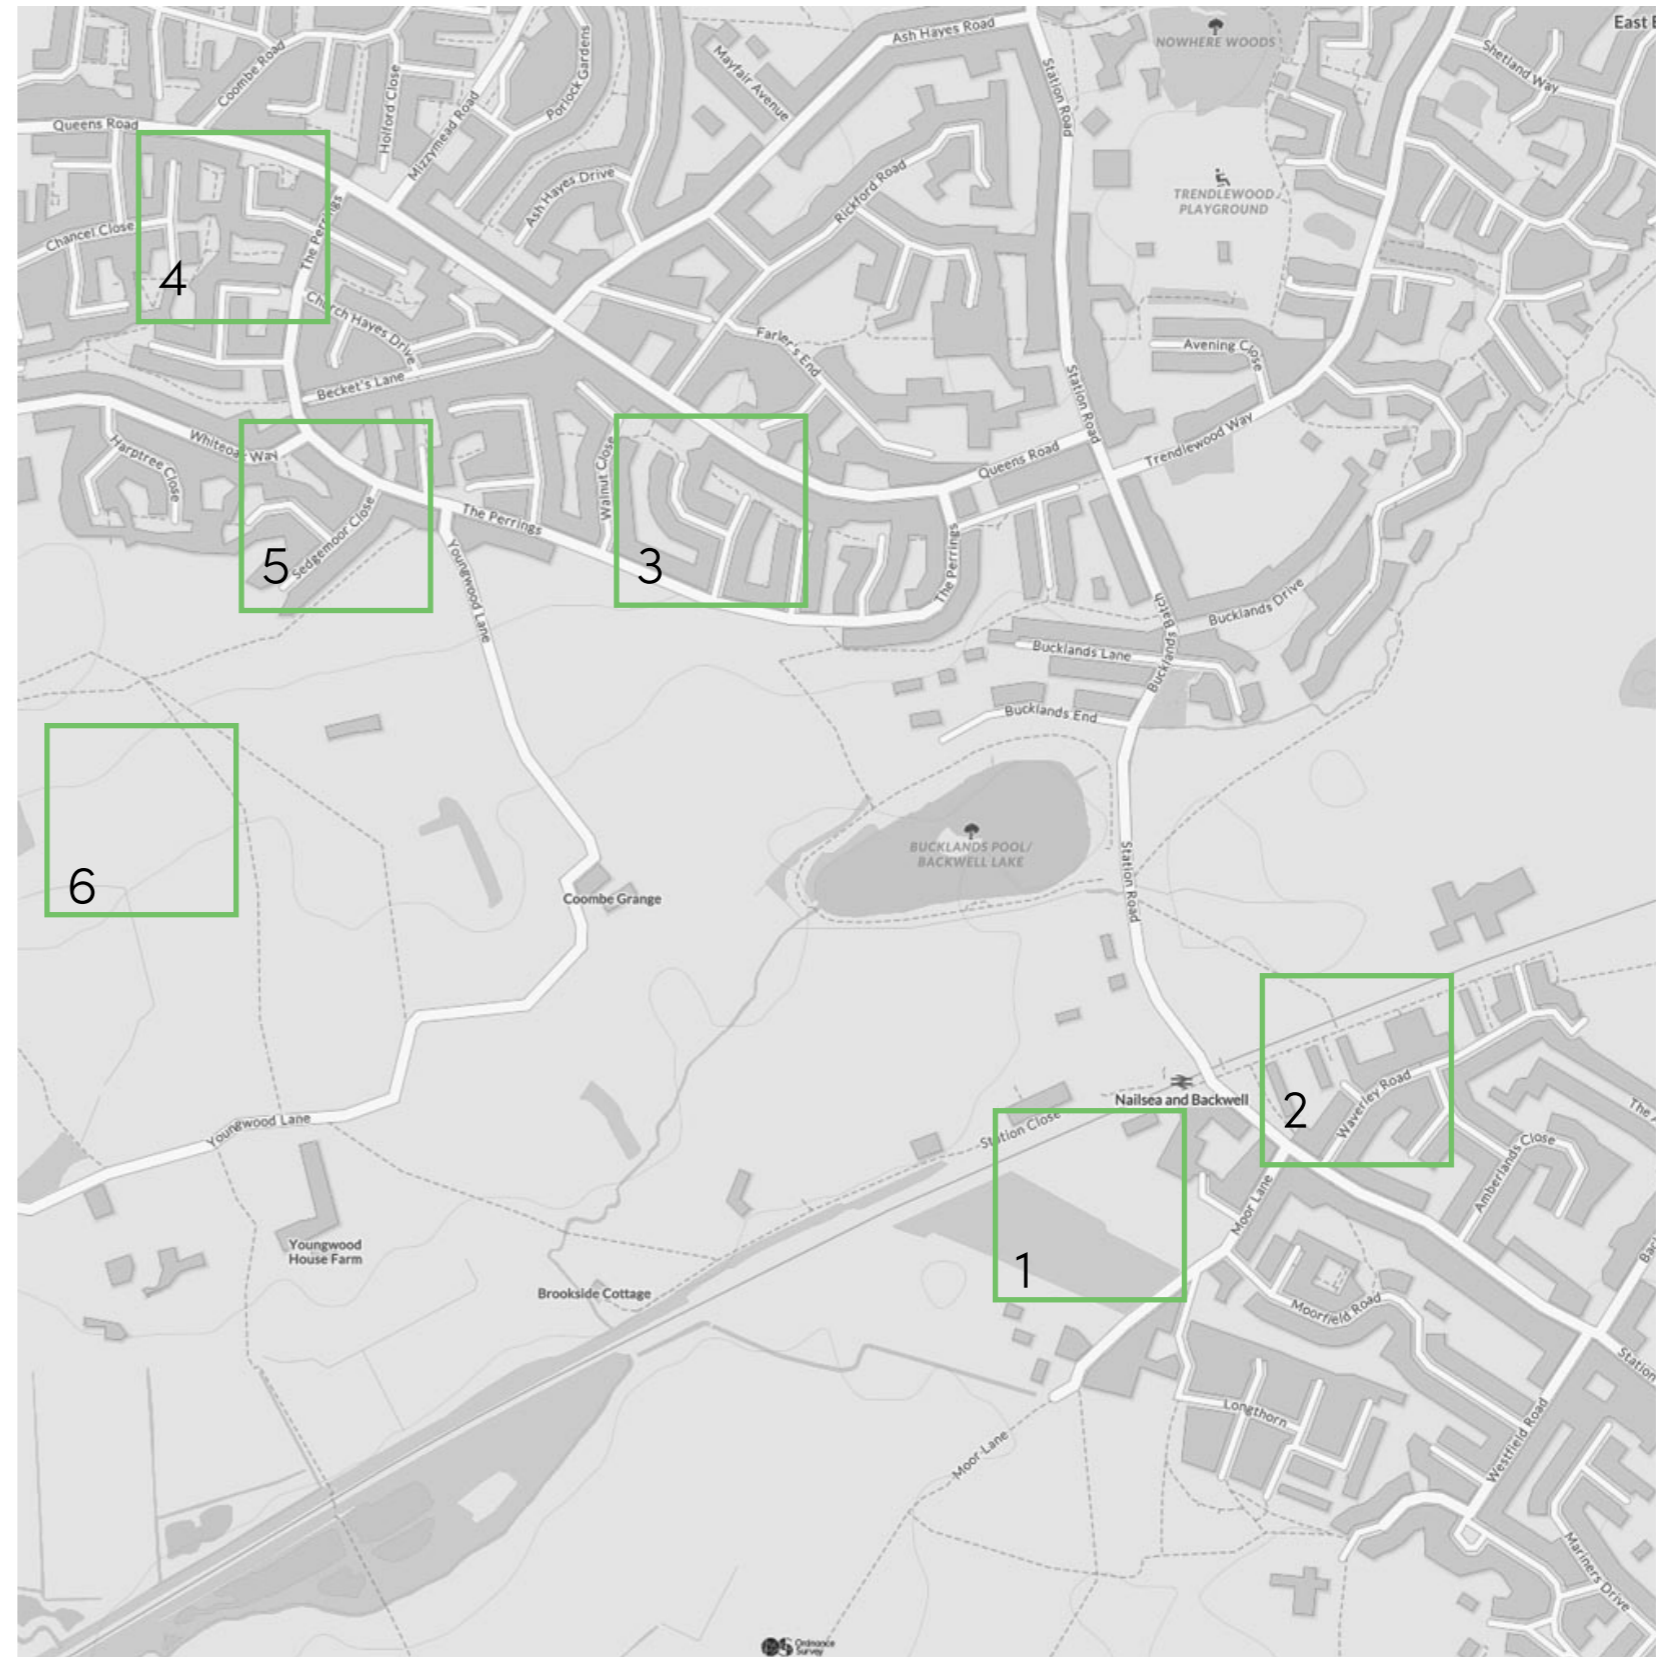 East
Ash Hayes Road
NOWHERE WOODS
Shetland Way
Coombe Road
Holford Close
Mizzymead Road
Porlock Gardens
Mayfair Avenue
Station Road
Queens Road
Ash Hayes Drive
Rickford Road
TRENDLEWOOD
PLAYGROUND
Chancel Close
The Perrings
4
Church Hayes Drive
Farler's End
Avening Close
Becket's Lane
Station Road
Whiteoak Way
Harptree Close
Sedgemoor Close
5
The Perrings
Walnut Close
3
Queens Road
Trendlewood Way
The Perrings
Youngwood Lane
Bucklands Batch
Bucklands Drive
Bucklands Lane
Bucklands End
6
BUCKLANDS POOL/
BACKWELL LAKE
Station Road
Coombe Grange
Nailsea and Backwell
Station Close
2
Waverley Road
The
Amberlands Close
Youngwood Lane
Moor Lane
1
Youngwood
House Farm
Brookside Cottage
Moorfield Road
Station
Longthorn
Westfield Road
Moor Lane
Mariners Drive
Ordnance
Survey